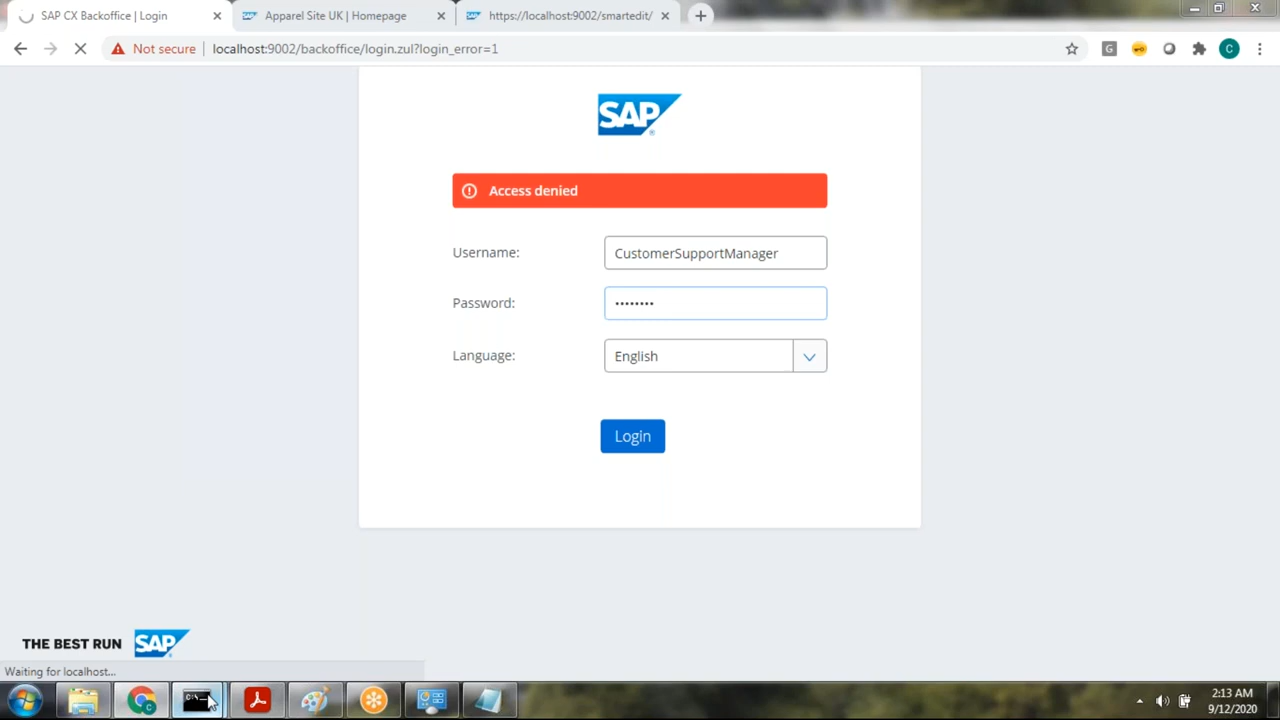 SAP CX Backoffice | Login
Apparel Site UK | Homepage
https://localhost:9002/smartedit/
Not secure
localhost:9002/backoffice/login.zul?login_error=1
G
C
SAP
Access denied
Username:
CustomerSupportManager
Password:
••••••••
Language:
English
Login
THE BEST RUN SAP
Waiting for localhost...
C:\
2:13 AM
9/12/2020